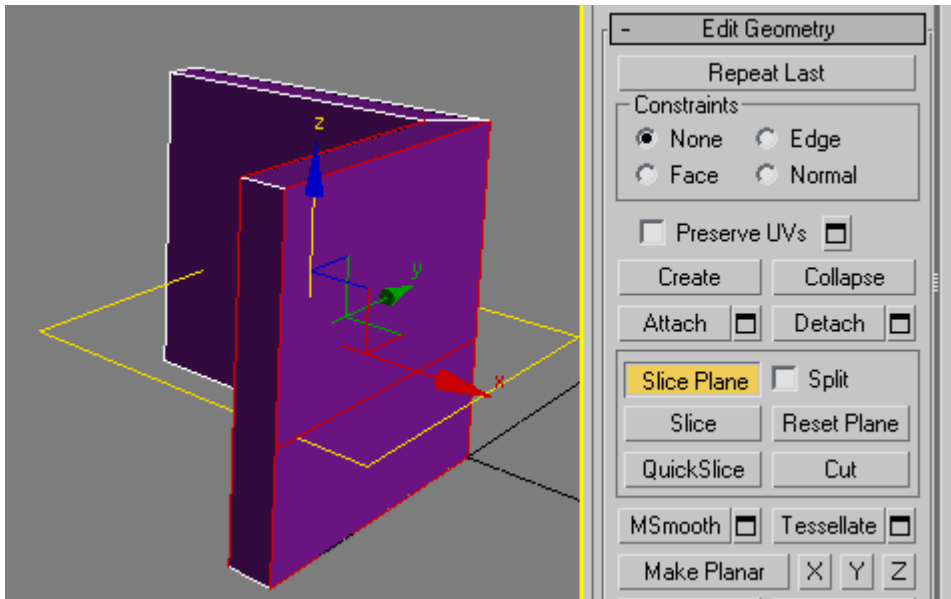 z
y
x
- Edit Geometry
Repeat Last
Constraints
None Edge
Face Normal
Preserve UVs
Create Collapse
Attach Detach
Slice Plane Split
Slice Reset Plane
QuickSlice Cut
MSmooth Tessellate
Make Planar X Y Z